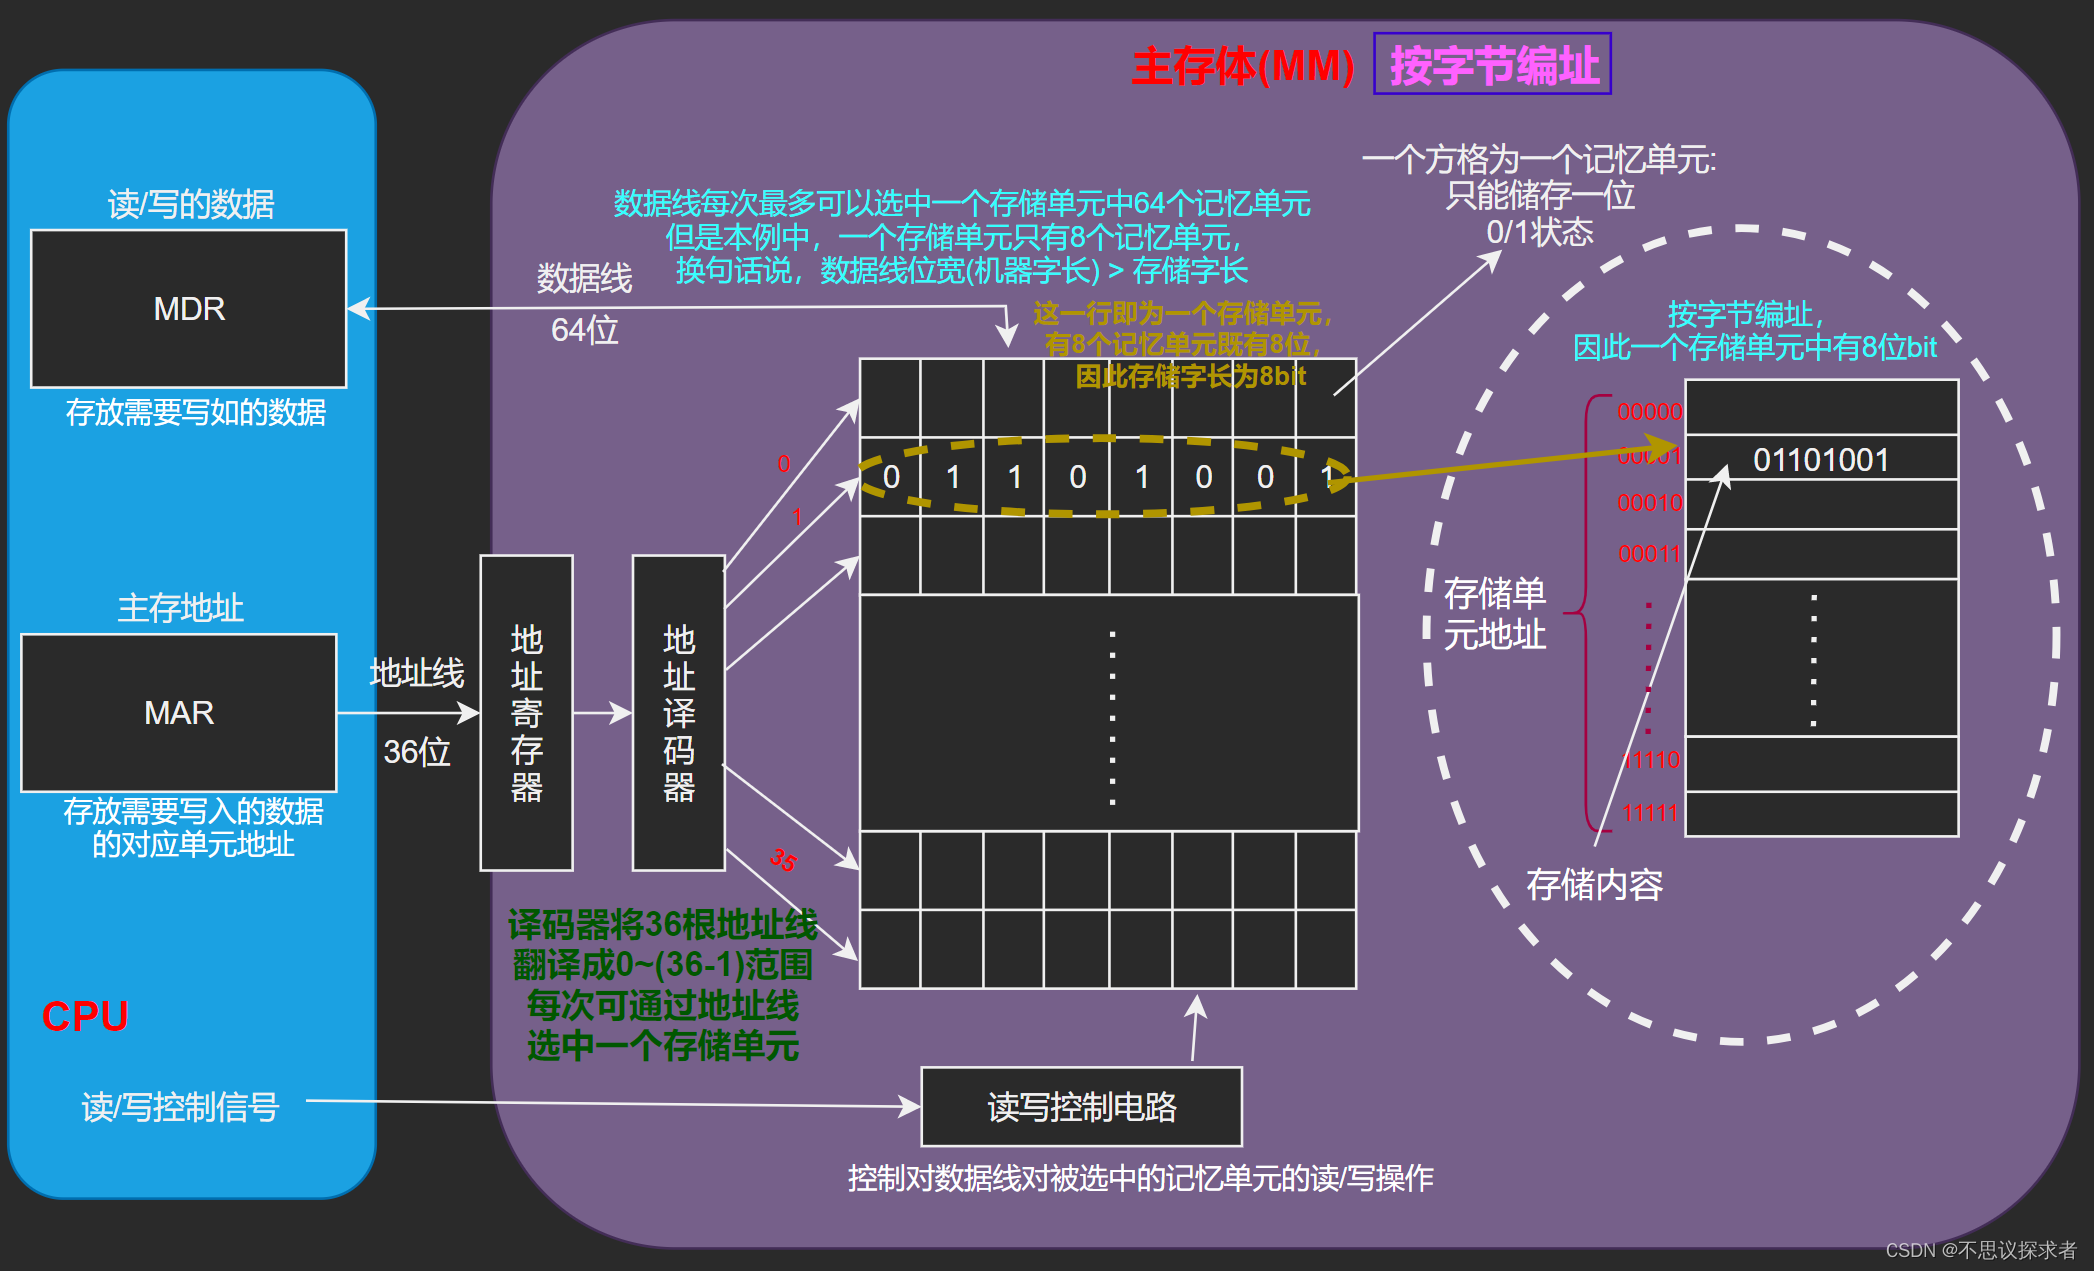 主存体(MM) 按字节编址
读/写的数据
MDR
存放需要写如的数据
数据线
64位
主存地址
MAR
存放需要写入的数据
的对应单元地址
地址线
36位
CPU
读/写控制信号
地址寄存器
地址译码器
数据线每次最多可以选中一个存储单元中64个记忆单元
但是本例中，一个存储单元只有8个记忆单元，
换句话说，数据线位宽(机器字长) > 存储字长
这一行即为一个存储单元，
有8个记忆单元既有8位，
因此存储字长为8bit
一个方格为一个记忆单元:
只能储存一位
0/1状态
0
1
35
0 1 1 0 1 0 0 1
译码器将36根地址线
翻译成0~(36-1)范围
每次可通过地址线
选中一个存储单元
读写控制电路
控制对数据线对被选中的记忆单元的读/写操作
按字节编址，
因此一个存储单元中有8位bit
00000
00001
01101001
00010
00011
存储单
元地址
11110
11111
存储内容
CSDN @不思议探求者